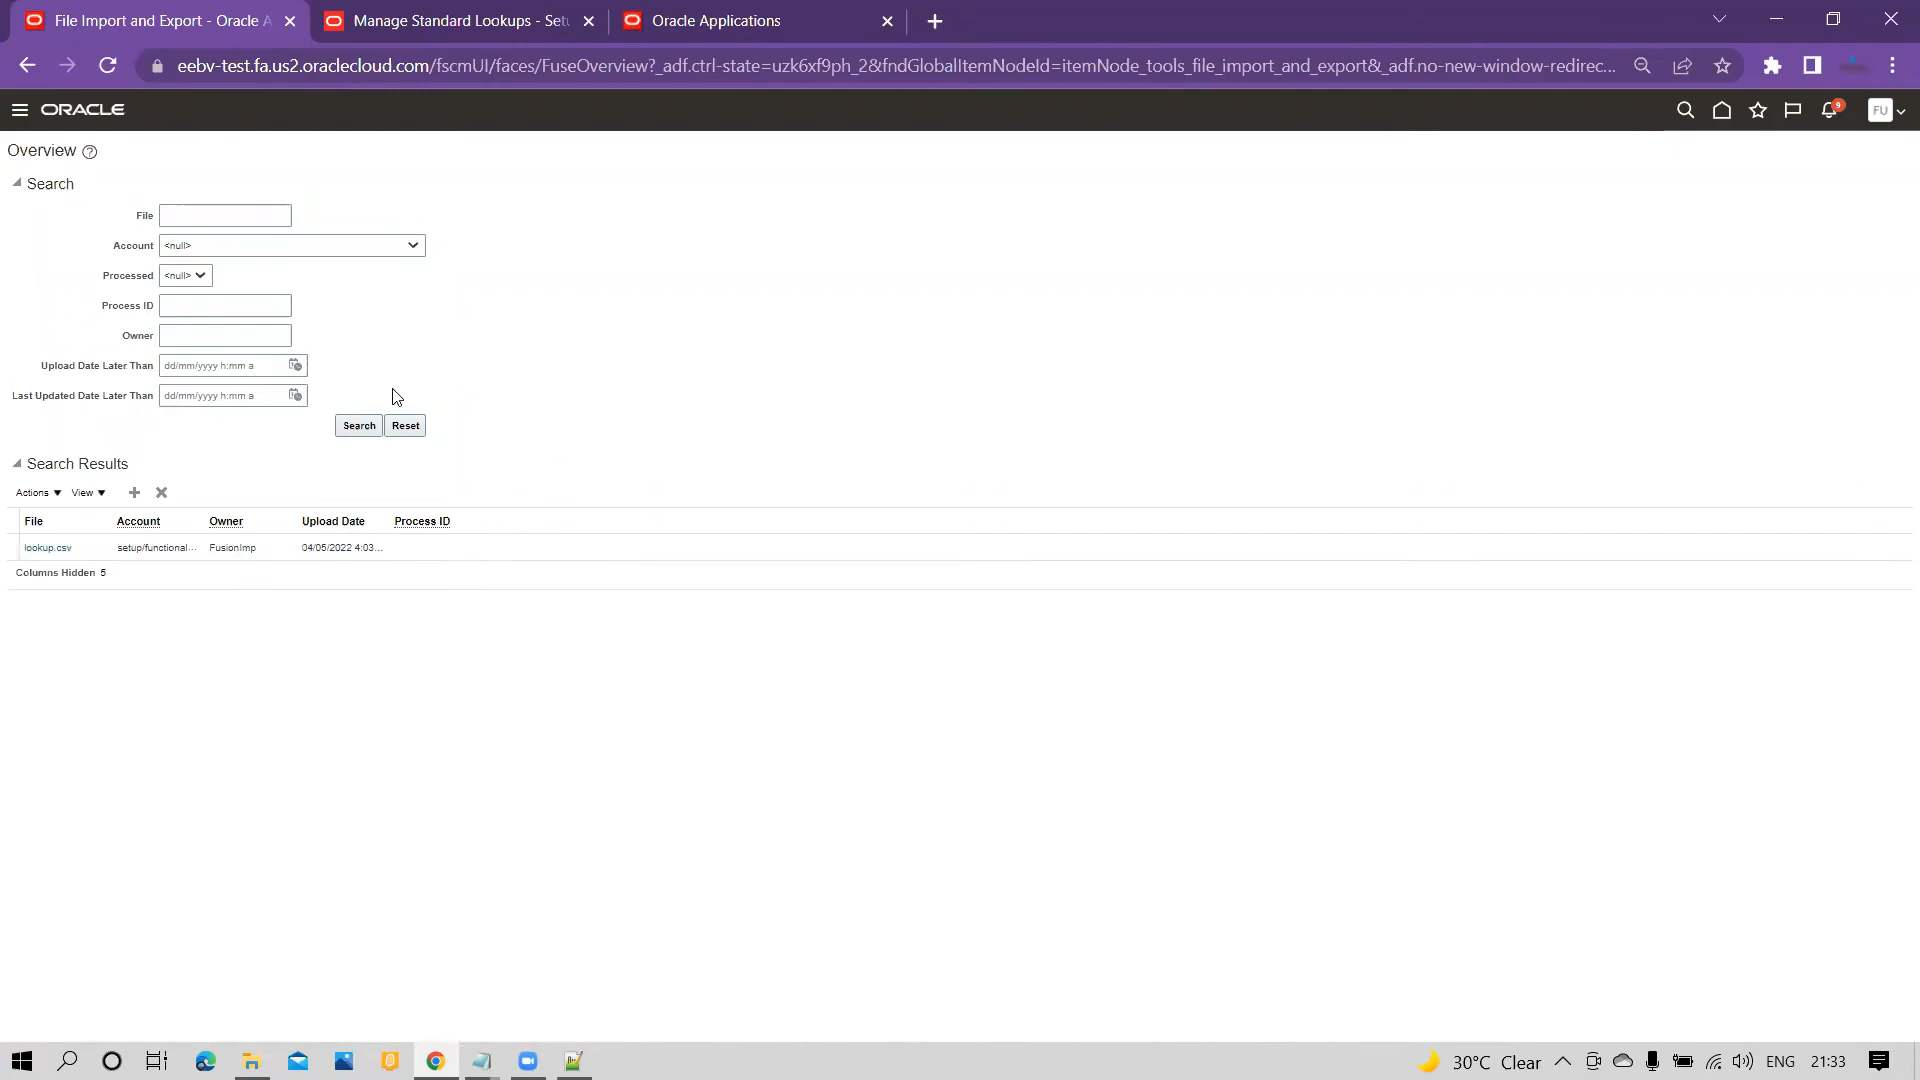 File Import and Export - Oracle A
Manage Standard Lookups - Setu
Oracle Applications
eebv-test.fa.us2.oraclecloud.com/fscmUI/faces/FuseOverview?_adf.ctrl-state=uzk6xf9ph_2&fndGlobalItemNodeId=itemNode_tools_file_import_and_export&_adf.no-new-window-redirec...
ORACLE
9
FU
Overview
Search
File
Account <null>
Processed <null>
Process ID
Owner
Upload Date Later Than dd/mm/yyyy h:mm a
Last Updated Date Later Than dd/mm/yyyy h:mm a
Search Reset
Search Results
Actions View
File Account Owner Upload Date Process ID
lookup.csv setup/functional... FusionImp 04/05/2022 4:03...
Columns Hidden 5
30°C Clear ENG 21:33